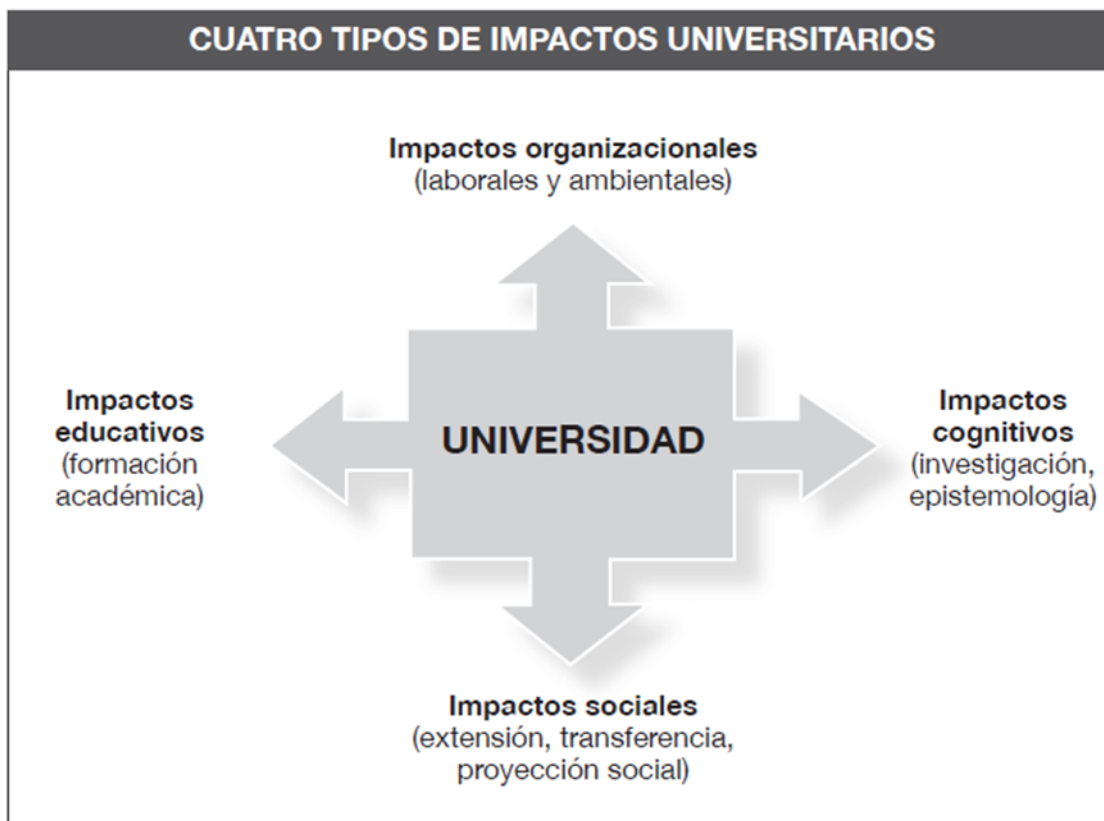 CUATRO TIPOS DE IMPACTOS UNIVERSITARIOS
Impactos organizacionales
(laborales y ambientales)
Impactos
educativos
(formación
académica)
UNIVERSIDAD
Impactos
cognitivos
(investigación,
epistemología)
Impactos sociales
(extensión, transferencia,
proyección social)